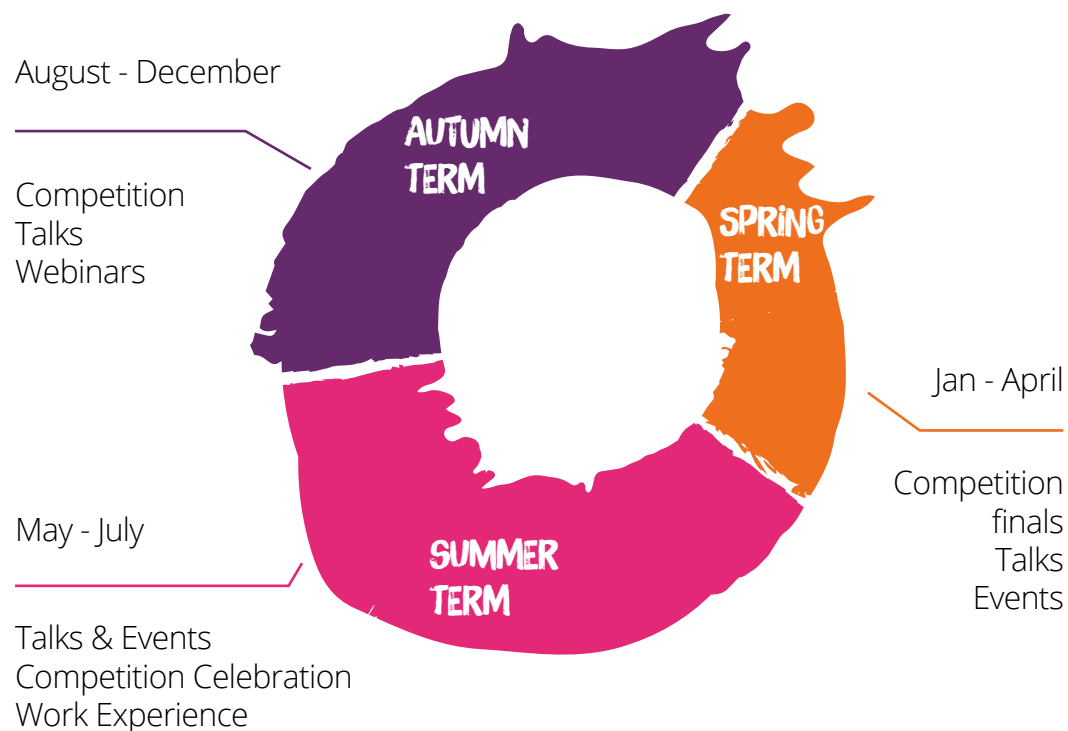 August - December
Competition
Talks
Webinars
AUTUMN
TERM
SPRiNG
TERM
Jan - April
Competition
finals
Talks
Events
SUMMER
TERM
May - July
Talks & Events
Competition Celebration
Work Experience